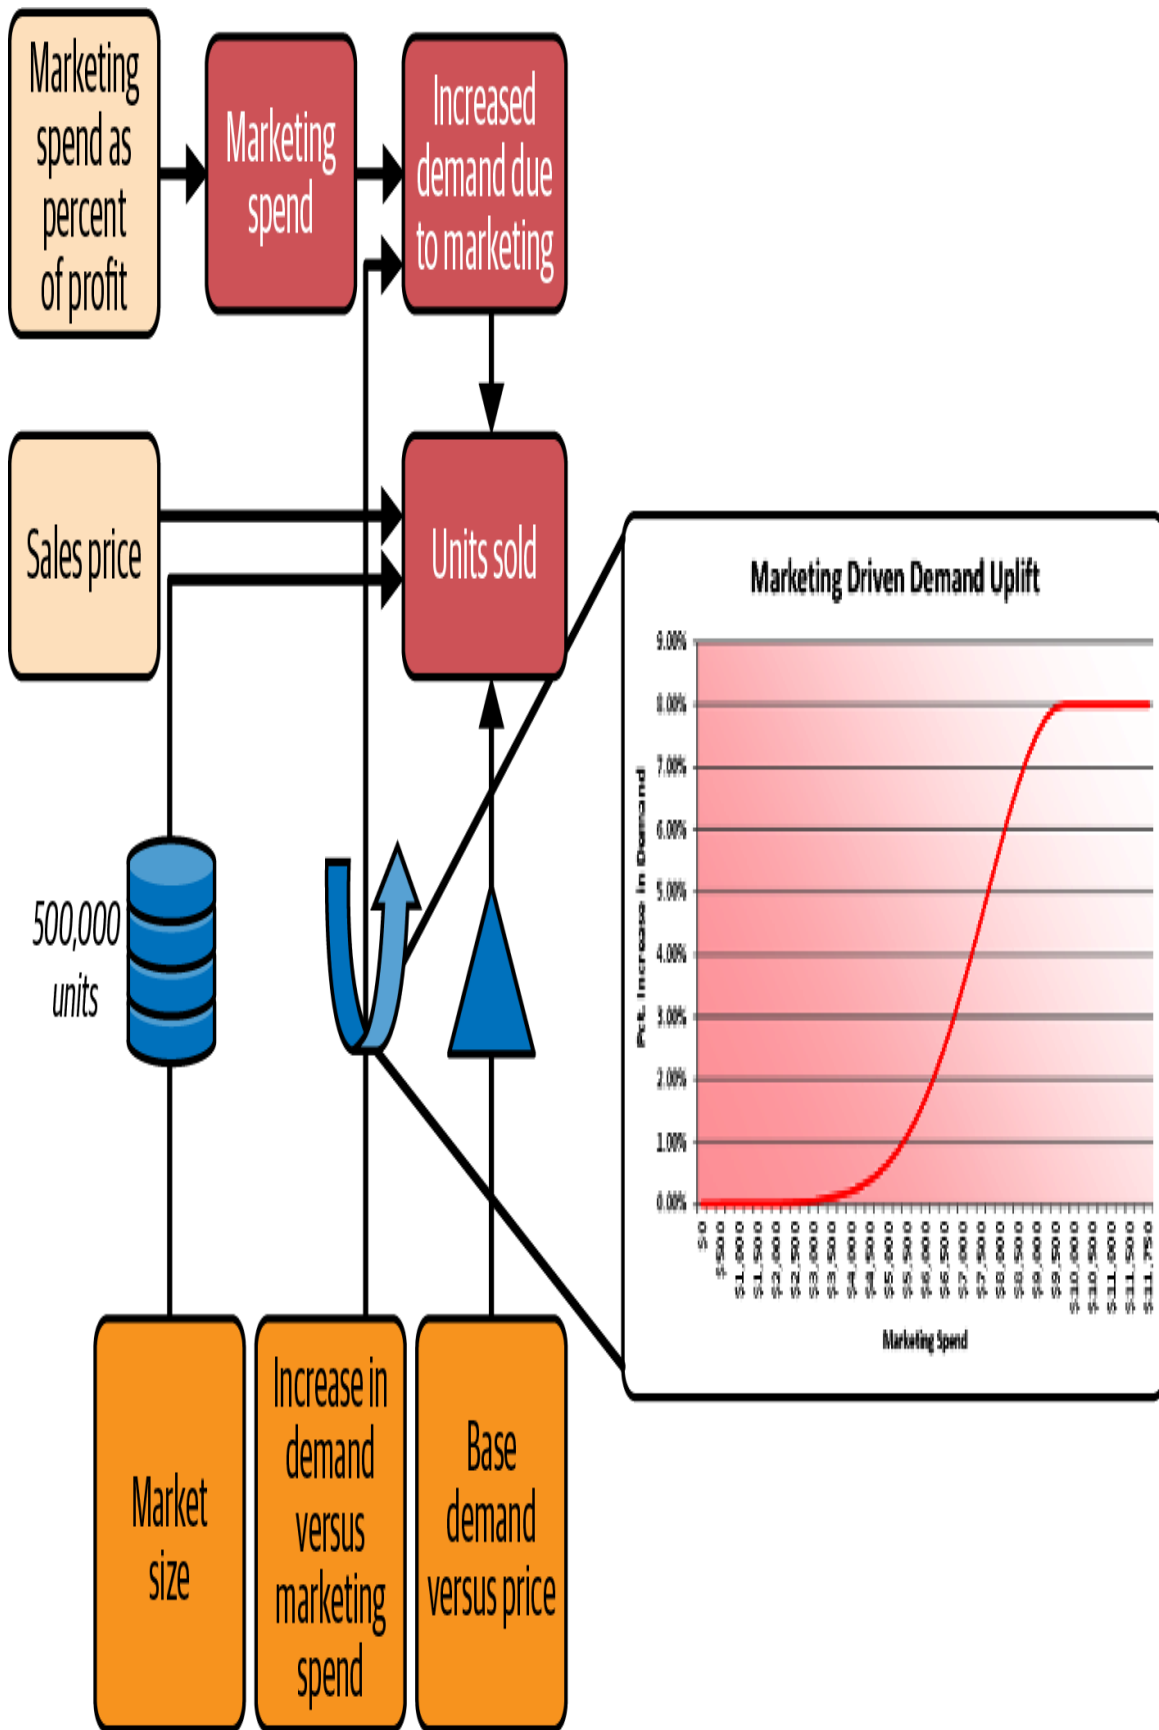 Marketing
spend as
percent
of profit
Marketing
spend
Increased
demand due
to marketing
Sales price
Units sold
500,000
units
Marketing Driven Demand Uplift
Pct. Increase in Demand
9.00%
8.00%
7.00%
6.00%
5.00%
4.00%
3.00%
2.00%
1.00%
0.00%
$0
$500
$1,000
$1,500
$2,000
$2,500
$3,000
$3,500
$4,000
$4,500
$5,000
$5,500
$6,000
$6,500
$7,000
$7,500
$8,000
$8,500
$9,000
$9,500
$10,000
$10,500
$11,000
$11,500
$11,750
Marketing Spend
Market
size
Increase in
demand
versus
marketing
spend
Base
demand
versus price